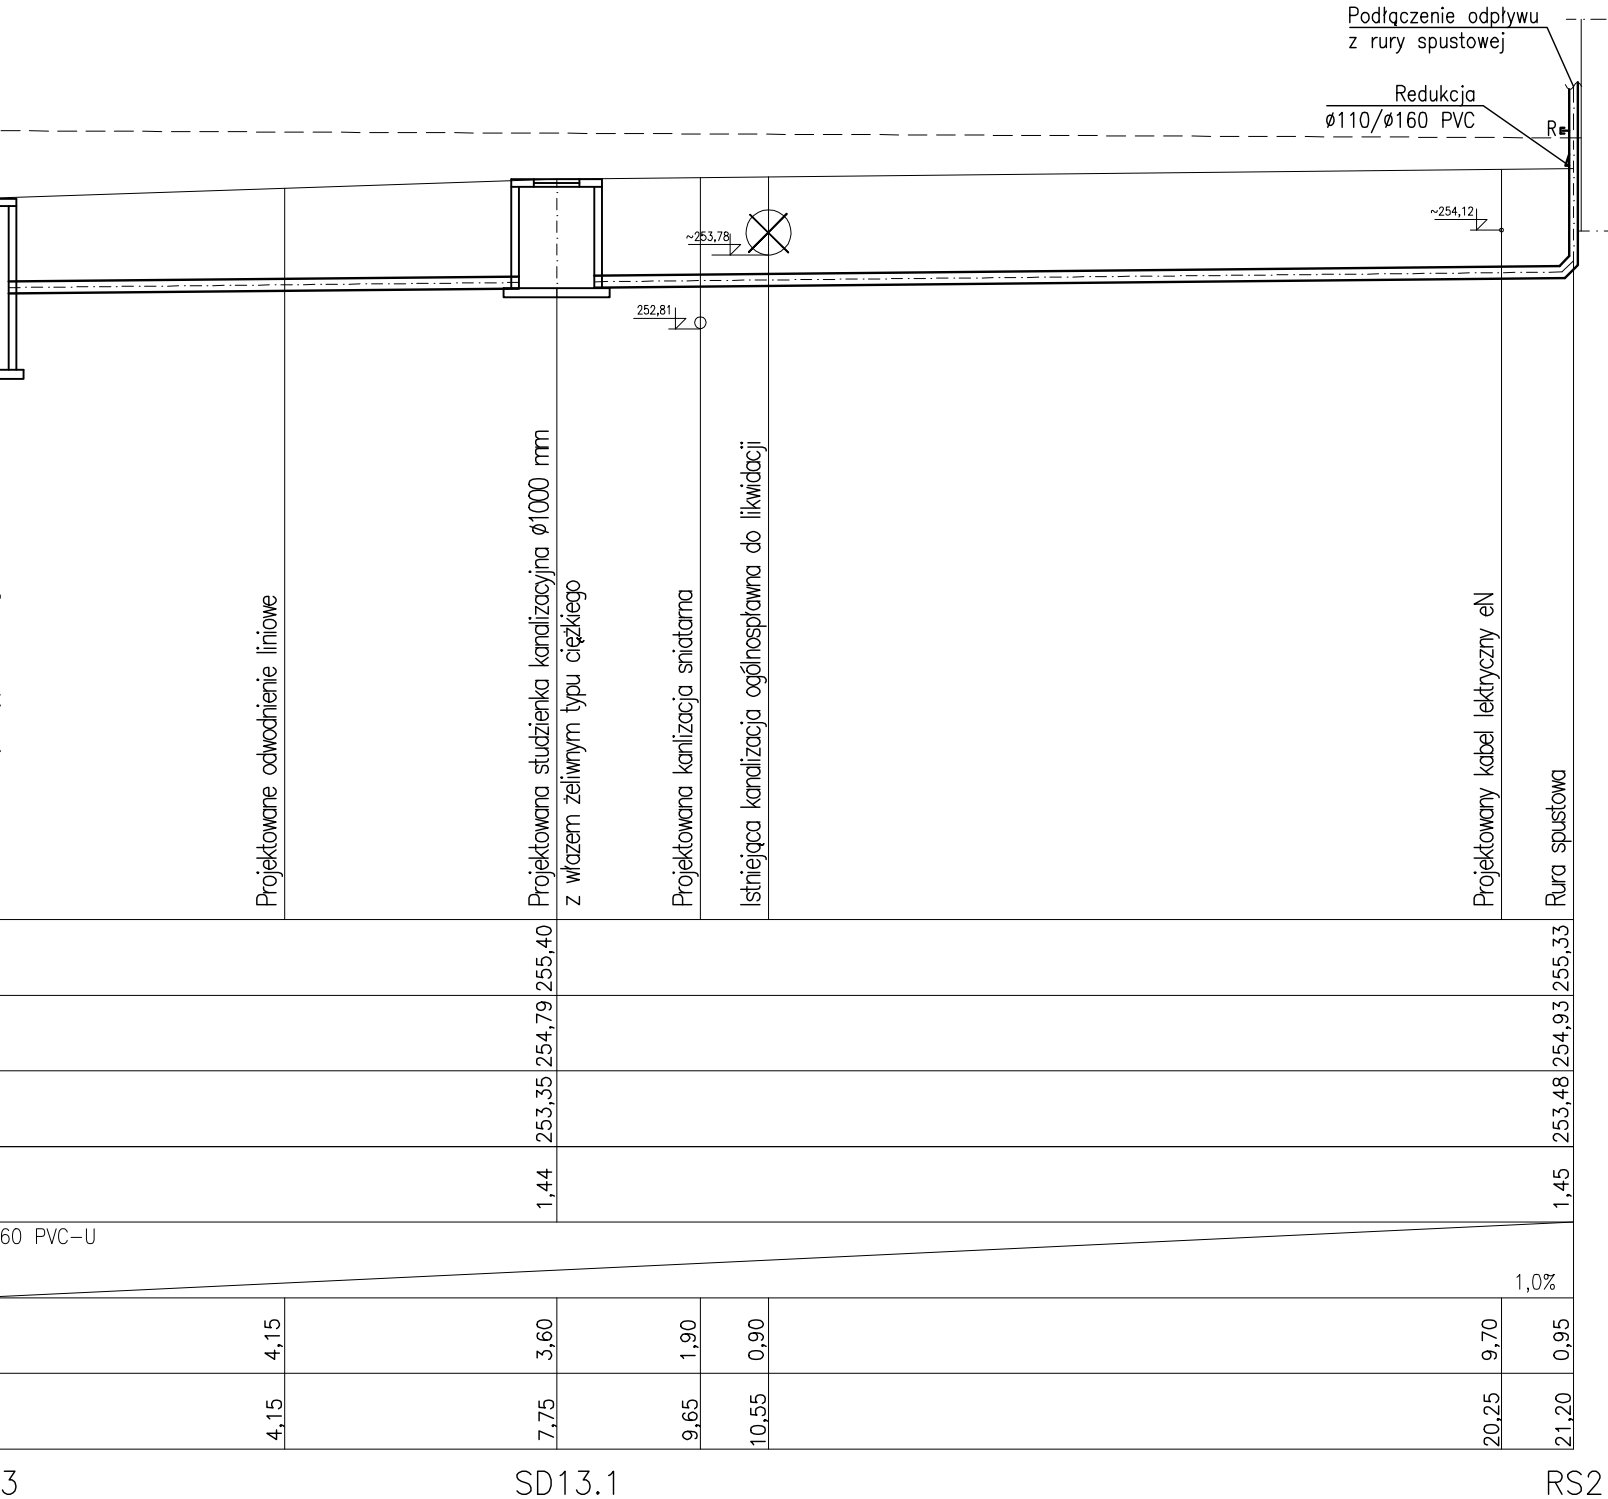 Podłączenie odpływu
z rury spustowej
Redukcja
ø110/ø160 PVC
R
~254,12
~253,78
252,81
Projektowane odwodnienie liniowe
Projektowana studzienka kanalizacyjna ø1000 mm
z włazem żeliwnym typu ciężkiego
Projektowana kanlizacja sniatarna
Istniejąca kanalizacja ogólnospławna do likwidacji
Projektowany kabel lektryczny eN
Rura spustowa
255,40 255,33
254,79 254,93
253,35 253,48
1,44 1,45
60 PVC-U
1,0%
4,15 3,60 1,90 0,90 9,70 0,95
4,15 7,75 9,65 10,55 20,25 21,20
3 SD13.1 RS2